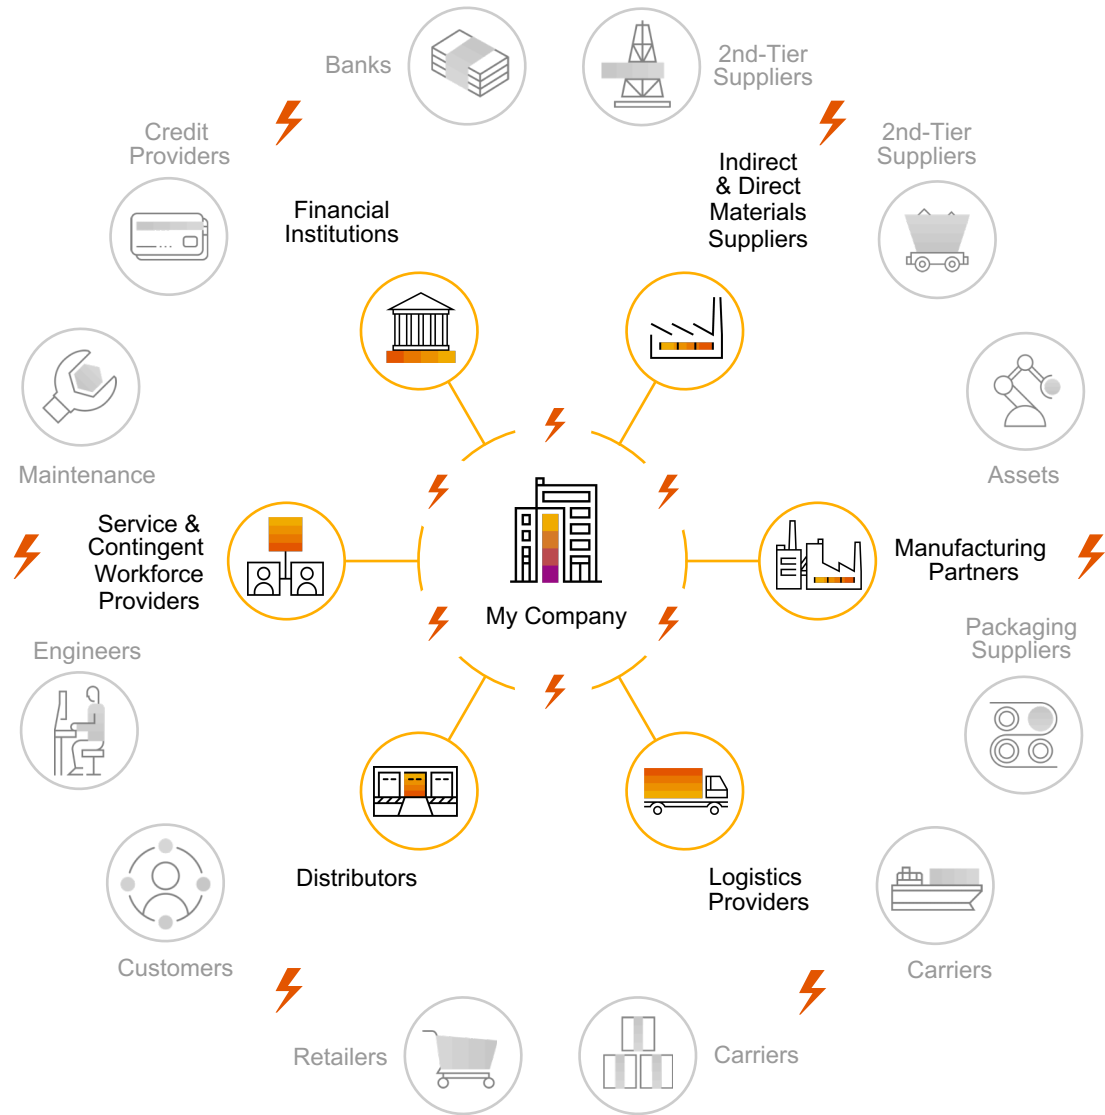 Banks
2nd-Tier
Suppliers
Credit
Providers
2nd-Tier
Suppliers
Financial
Institutions
Indirect
& Direct
Materials
Suppliers
Maintenance
Assets
Service &
Contingent
Workforce
Providers
My Company
Manufacturing
Partners
Engineers
Packaging
Suppliers
Distributors
Logistics
Providers
Customers
Carriers
Retailers
Carriers